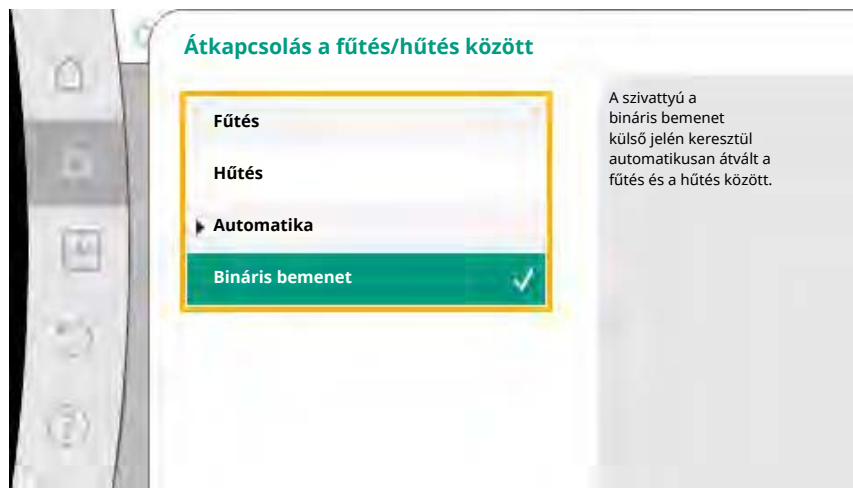 Átkapcsolás a fűtés/hűtés között
Fűtés
Hűtés
Automatika
Bináris bemenet
A szivattyú a
bináris bemenet
külső jelén keresztül
automatikusan átvált a
fűtés és a hűtés között.